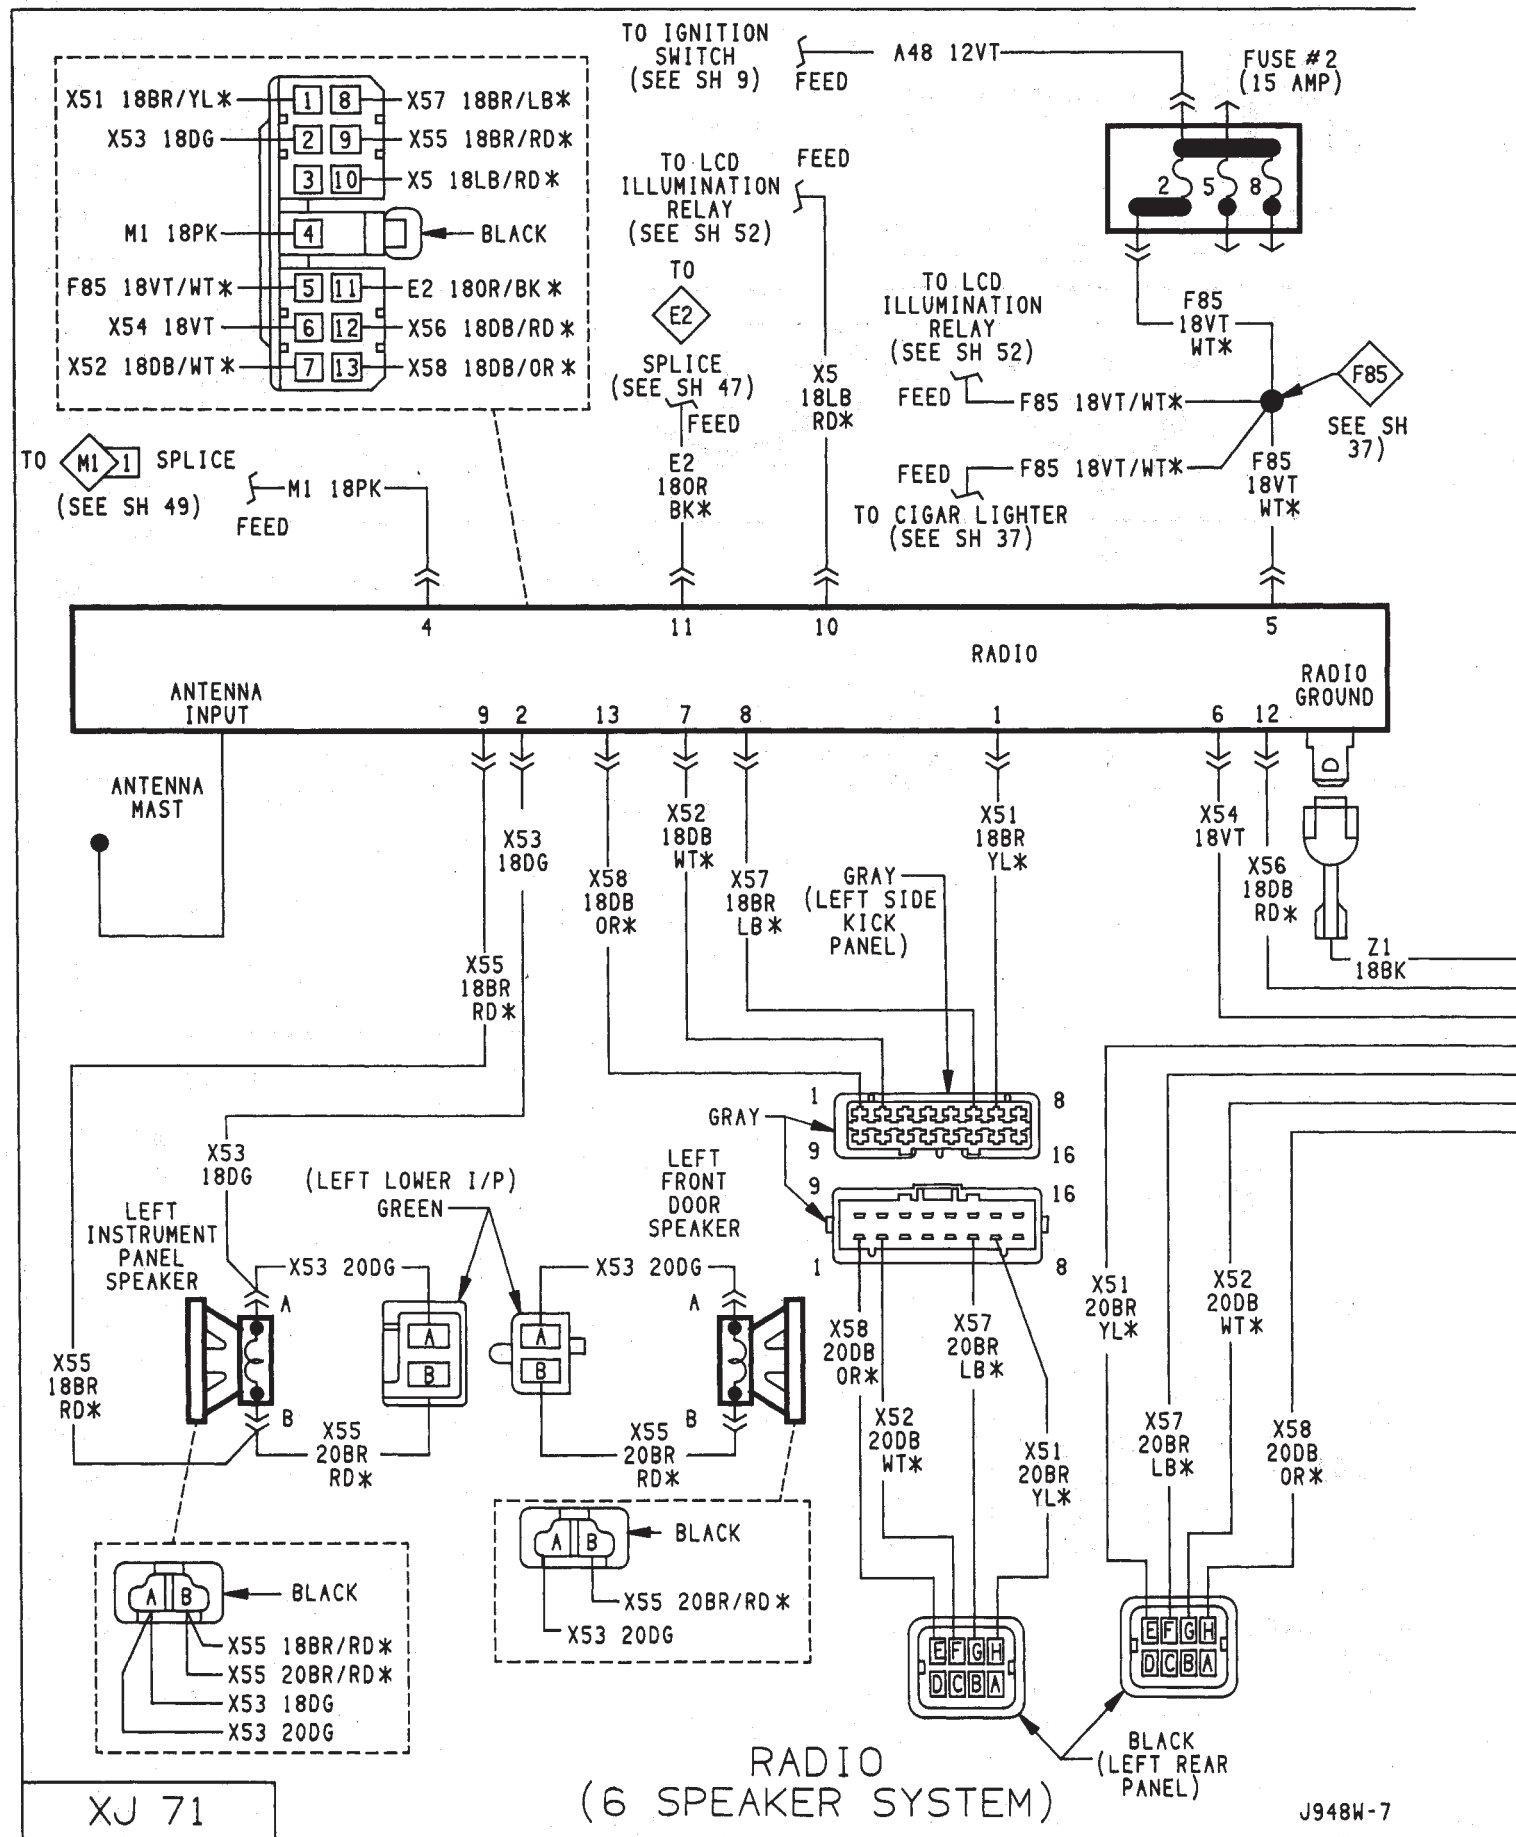 TO IGNITION
SWITCH
(SEE SH 9)
FEED
A48 12VT
FUSE #2
(15 AMP)
2 5 8
X51 18BR/YL* 1 8 X57 18BR/LB*
X53 18DG 2 9 X55 18BR/RD*
3 10 X5 18LB/RD*
M1 18PK 4 BLACK
F85 18VT/WT* 5 11 E2 18OR/BK*
X54 18VT 6 12 X56 18DB/RD*
X52 18DB/WT* 7 13 X58 18DB/OR*
TO LCD
ILLUMINATION
RELAY
(SEE SH 52)
FEED
TO
E2
SPLICE
(SEE SH 47)
FEED
E2
18OR
BK*
X5
18LB
RD*
TO LCD
ILLUMINATION
RELAY
(SEE SH 52)
FEED
F85 18VT/WT*
F85
18VT
WT*
F85
SEE SH
37)
FEED
F85 18VT/WT*
TO CIGAR LIGHTER
(SEE SH 37)
F85
18VT
WT*
TO M1 1 SPLICE
(SEE SH 49)
M1 18PK
FEED
4 11 10 5
RADIO
RADIO
GROUND
ANTENNA
INPUT
9 2 13 7 8 1 6 12
ANTENNA
MAST
X53
18DG
X58
18DB
OR*
X52
18DB
WT*
X57
18BR
LB*
GRAY
(LEFT SIDE
KICK
PANEL)
X51
18BR
YL*
X54
18VT
X56
18DB
RD*
Z1
18BK
X55
18BR
RD*
1 8
GRAY
9 16
9 16
1 8
X53
18DG
(LEFT LOWER I/P)
GREEN
LEFT
FRONT
DOOR
SPEAKER
LEFT
INSTRUMENT
PANEL
SPEAKER
X53 20DG
A
A
B
B
X55
20BR
RD*
X55
18BR
RD*
X53 20DG
A
A
B
B
X55
20BR
RD*
X58
20DB
OR*
X52
20DB
WT*
X57
20BR
LB*
X51
20BR
YL*
X51
20BR
YL*
X52
20DB
WT*
X57
20BR
LB*
X58
20DB
OR*
A B BLACK
X55 20BR/RD*
X53 20DG
A B BLACK
X55 18BR/RD*
X55 20BR/RD*
X53 18DG
X53 20DG
E F G H
D C B A
E F G H
D C B A
BLACK
(LEFT REAR
PANEL)
RADIO
(6 SPEAKER SYSTEM)
XJ 71
J948W-7